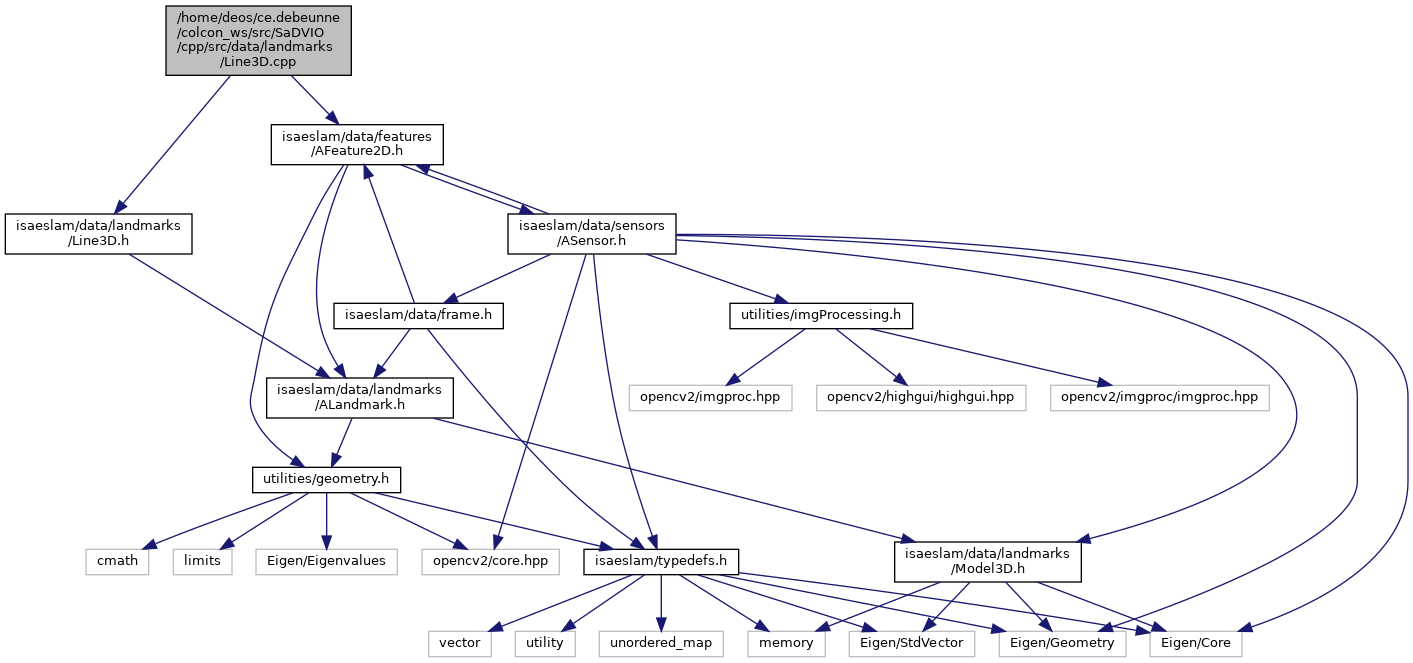 /home/deos/ce.debeunne
/colcon_ws/src/SaDVIO
/cpp/src/data/landmarks
/Line3D.cpp
isaeslam/data/features
/AFeature2D.h
isaeslam/data/landmarks
/Line3D.h
isaeslam/data/sensors
/ASensor.h
isaeslam/data/frame.h
utilities/imgProcessing.h
isaeslam/data/landmarks
/ALandmark.h
opencv2/imgproc.hpp
opencv2/highgui/highgui.hpp
opencv2/imgproc/imgproc.hpp
utilities/geometry.h
cmath
limits
Eigen/Eigenvalues
opencv2/core.hpp
isaeslam/typedefs.h
isaeslam/data/landmarks
/Model3D.h
vector
utility
unordered_map
memory
Eigen/StdVector
Eigen/Geometry
Eigen/Core